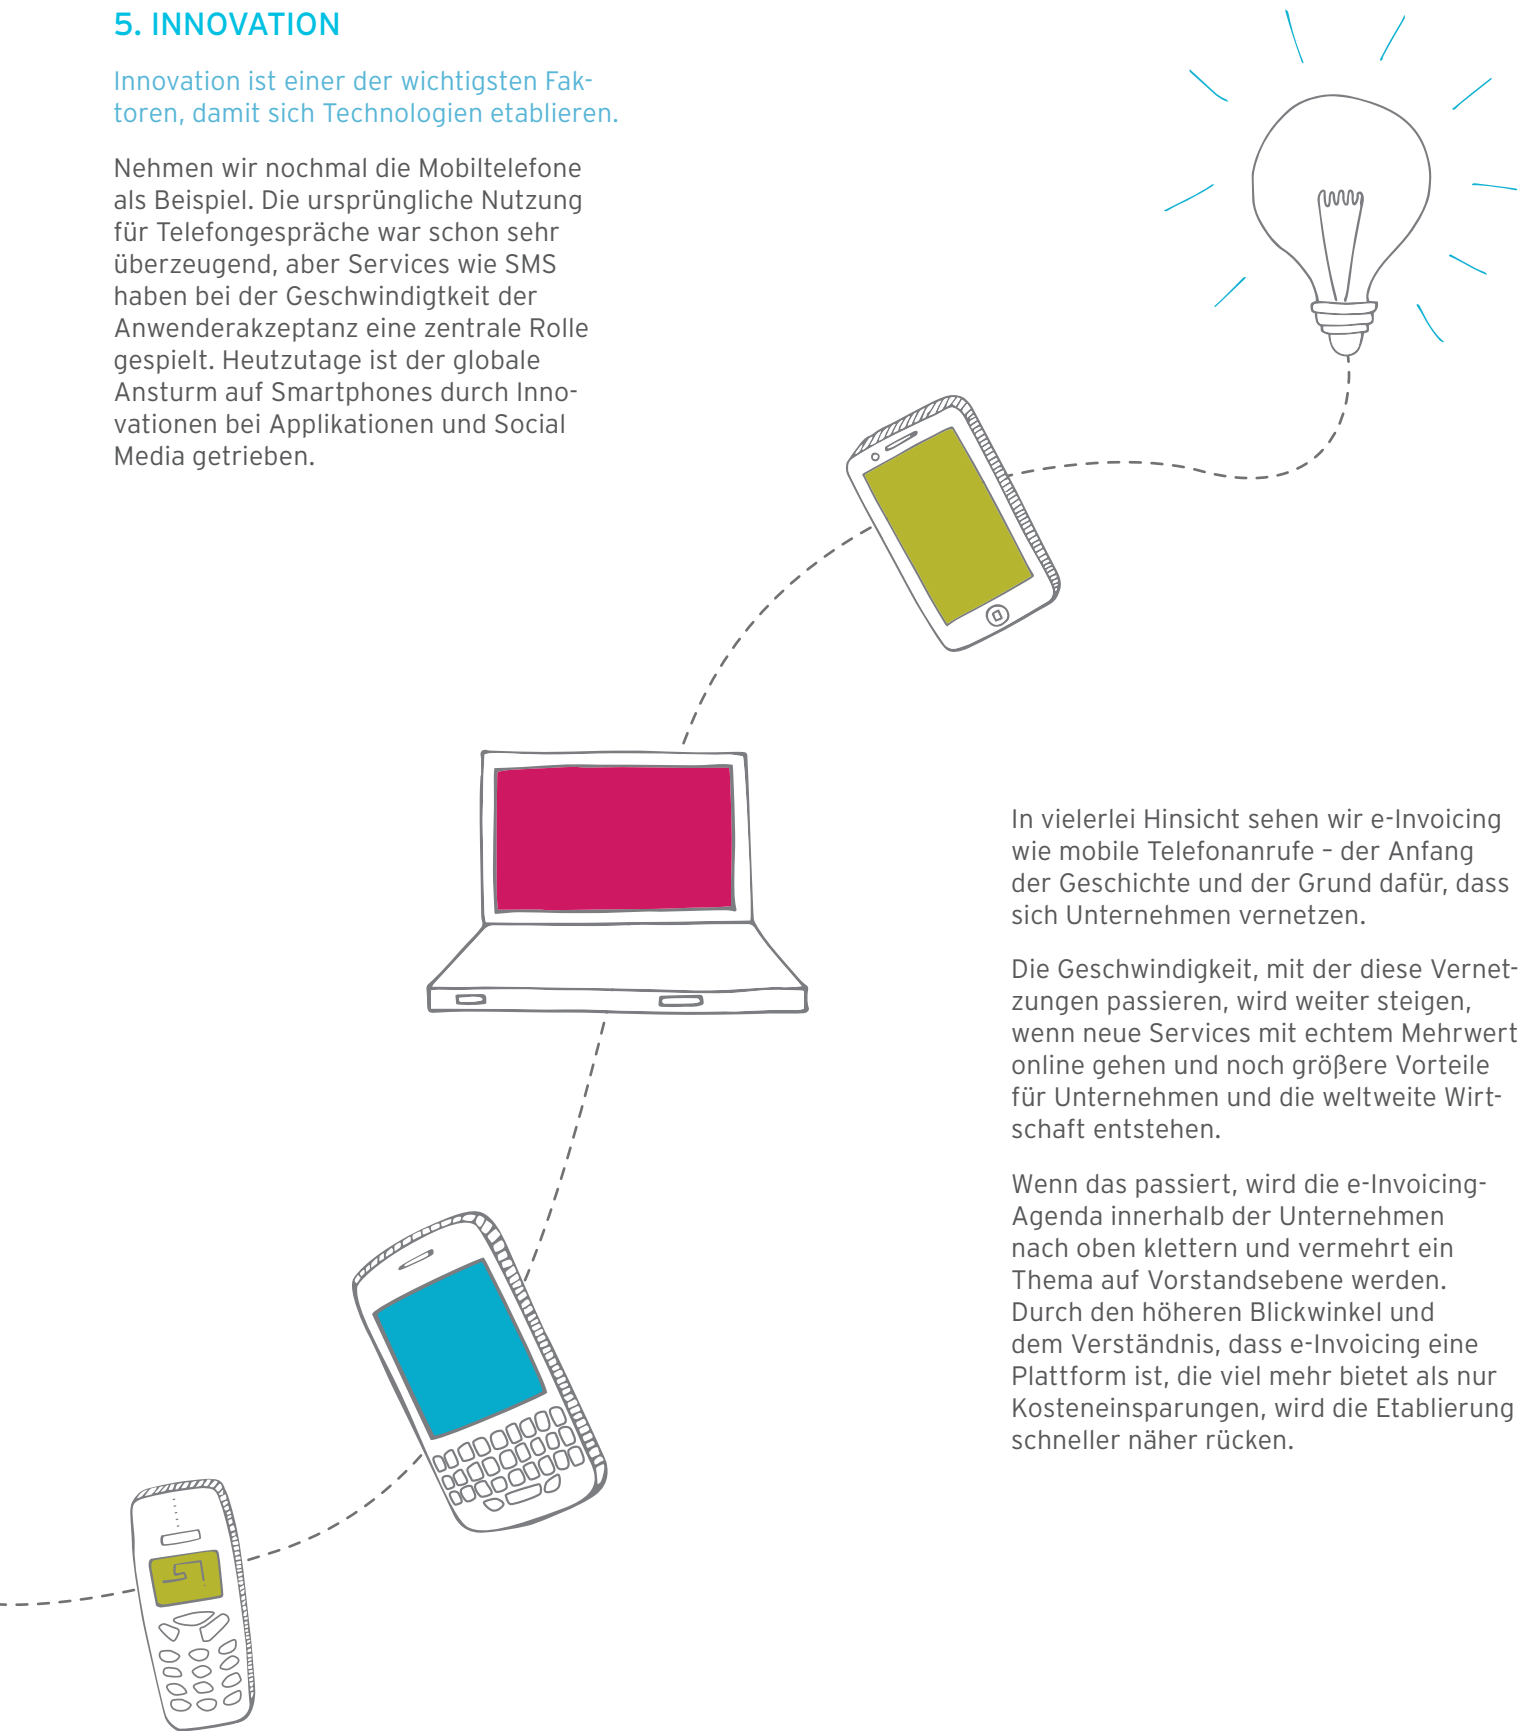 5. INNOVATION
Innovation ist einer der wichtigsten Fak-
toren, damit sich Technologien etablieren.
Nehmen wir nochmal die Mobiltelefone
als Beispiel. Die ursprüngliche Nutzung
für Telefongespräche war schon sehr
überzeugend, aber Services wie SMS
haben bei der Geschwindigtkeit der
Anwenderakzeptanz eine zentrale Rolle
gespielt. Heutzutage ist der globale
Ansturm auf Smartphones durch Inno-
vationen bei Applikationen und Social
Media getrieben.
In vielerlei Hinsicht sehen wir e-Invoicing
wie mobile Telefonanrufe – der Anfang
der Geschichte und der Grund dafür, dass
sich Unternehmen vernetzen.
Die Geschwindigkeit, mit der diese Vernet-
zungen passieren, wird weiter steigen,
wenn neue Services mit echtem Mehrwert
online gehen und noch größere Vorteile
für Unternehmen und die weltweite Wirt-
schaft entstehen.
Wenn das passiert, wird die e-Invoicing-
Agenda innerhalb der Unternehmen
nach oben klettern und vermehrt ein
Thema auf Vorstandsebene werden.
Durch den höheren Blickwinkel und
dem Verständnis, dass e-Invoicing eine
Plattform ist, die viel mehr bietet als nur
Kosteneinsparungen, wird die Etablierung
schneller näher rücken.